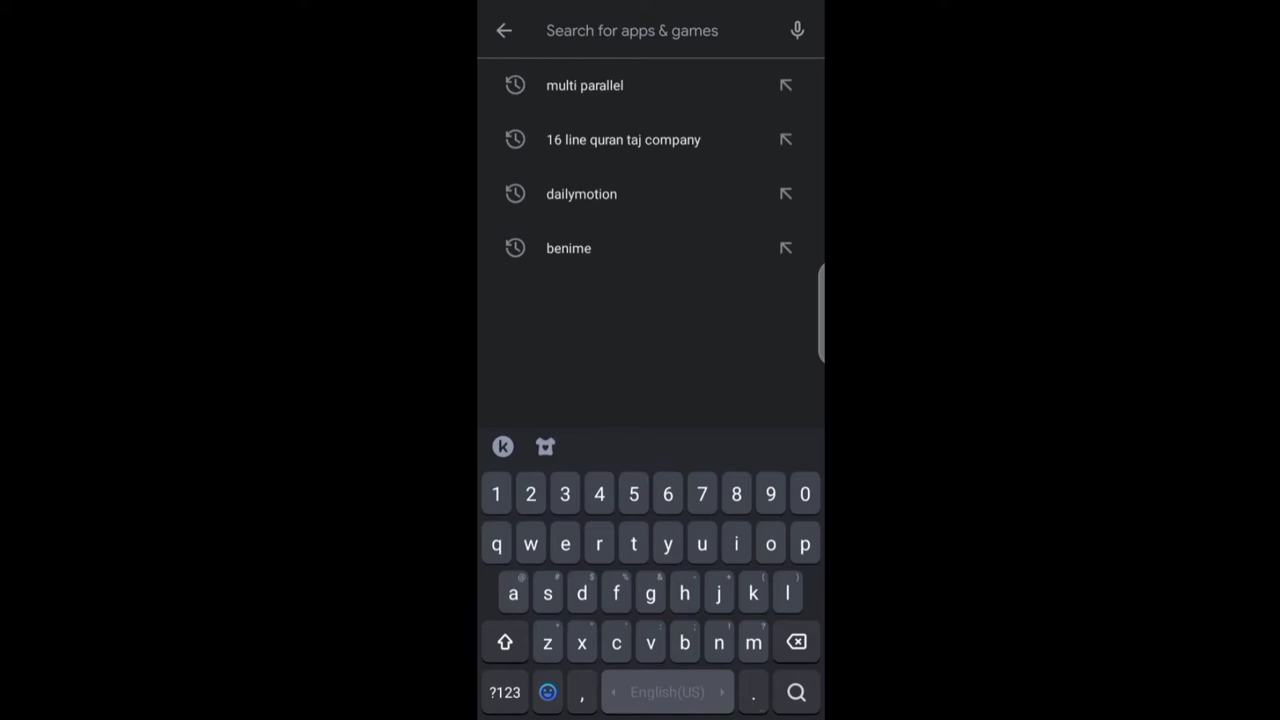 Search for apps & games
multi parallel
16 line quran taj company
dailymotion
benime
k
1 2 3 4 5 6 7 8 9 0
q w e r t y u i o p
@ # $ % & - + ( )
a s d f g h j k l
* " ' : ; ! ?
z x c v b n m
?123 , English(US) .